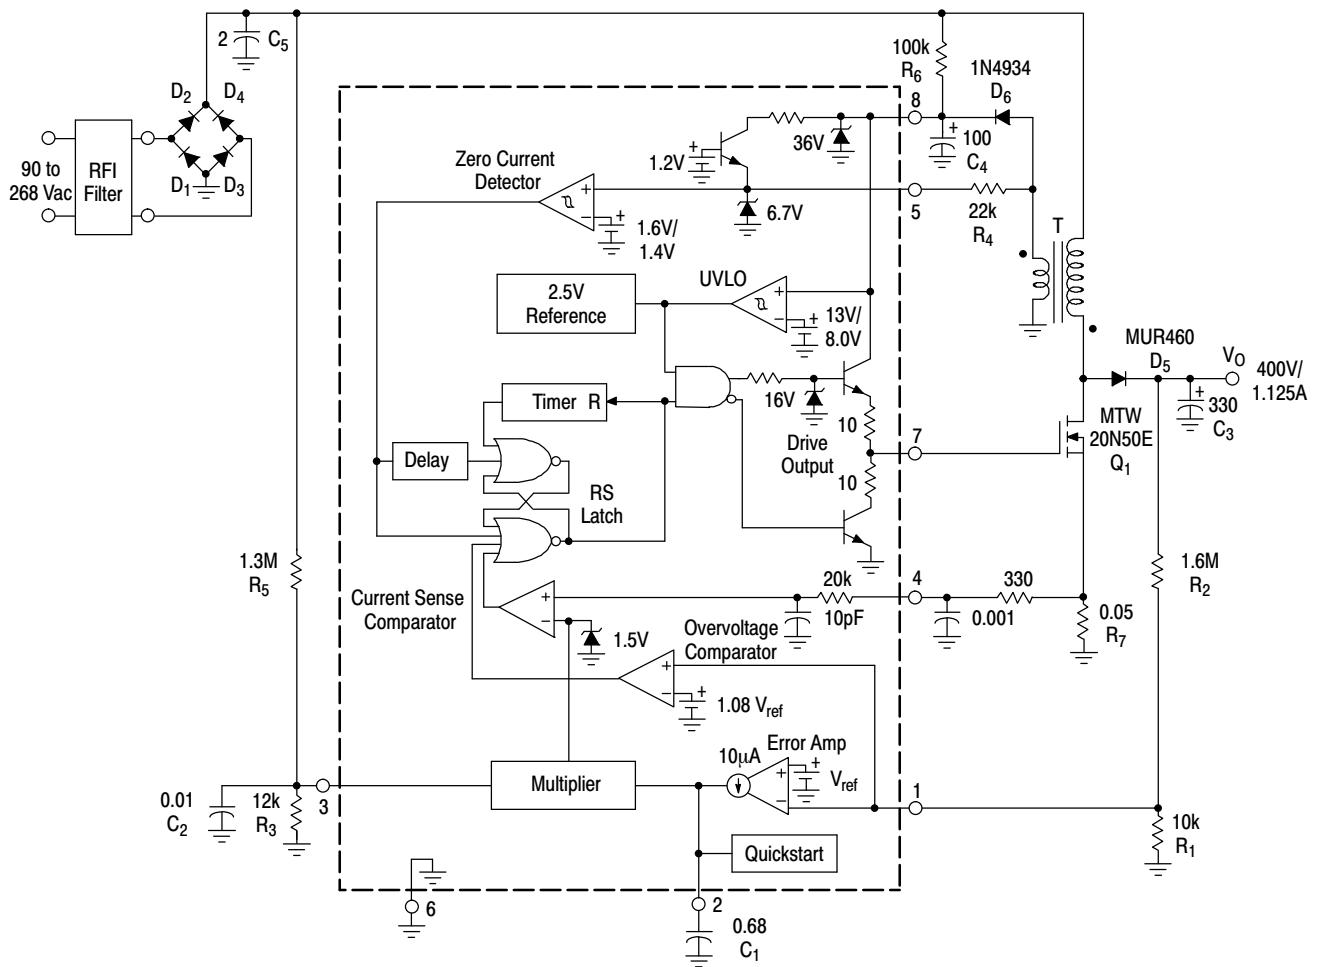 2
C5
100k
R6
1N4934
D6
D2
D4
8
RFI
Filter
90 to
268 Vac
D1
D3
36V
100
C4
1.2V
Zero Current
Detector
+
−
+
1.6V/
1.4V
6.7V
5
22k
R4
T
UVLO
2.5V
Reference
+
−
+
13V/
8.0V
MUR460
D5
VO
400V/
1.125A
16V
Timer R
10
330
C3
MTW
20N50E
Q1
Drive
Output
7
Delay
10
RS
Latch
1.3M
R5
1.6M
R2
20k
4
330
10pF
0.001
0.05
R7
Current Sense
Comparator
+
−
1.5V
Overvoltage
Comparator
+
−
+
1.08 Vref
10μA
Error Amp
+
−
+
Vref
Multiplier
3
1
0.01
C2
12k
R3
10k
R1
Quickstart
6
2
0.68
C1